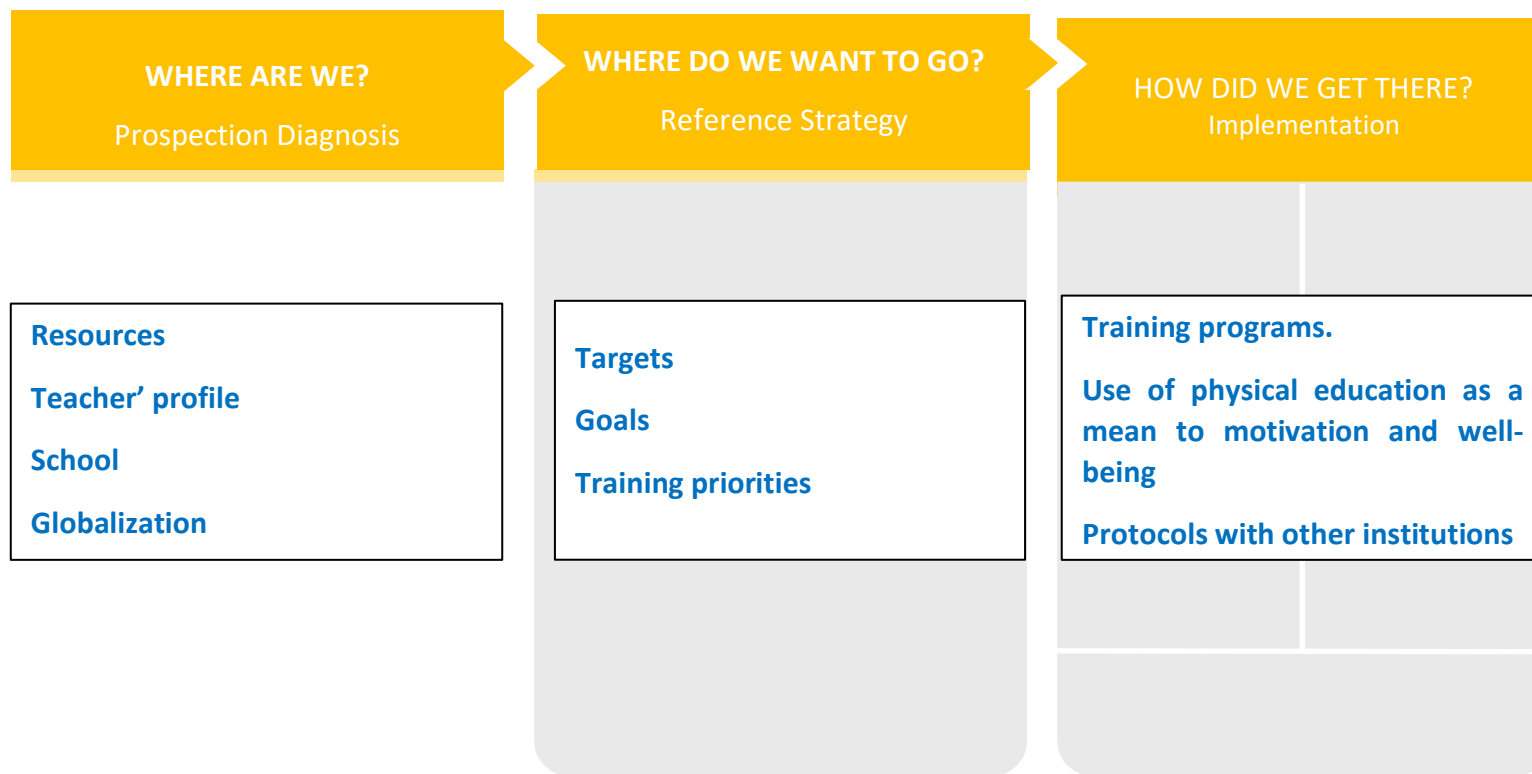 WHERE ARE WE?
Prospection Diagnosis
WHERE DO WE WANT TO GO?
Reference Strategy
HOW DID WE GET THERE?
Implementation
Resources
Teacher’ profile
School
Globalization
Targets
Goals
Training priorities
Training programs.
Use of physical education as a
mean to motivation and well-
being
Protocols with other institutions